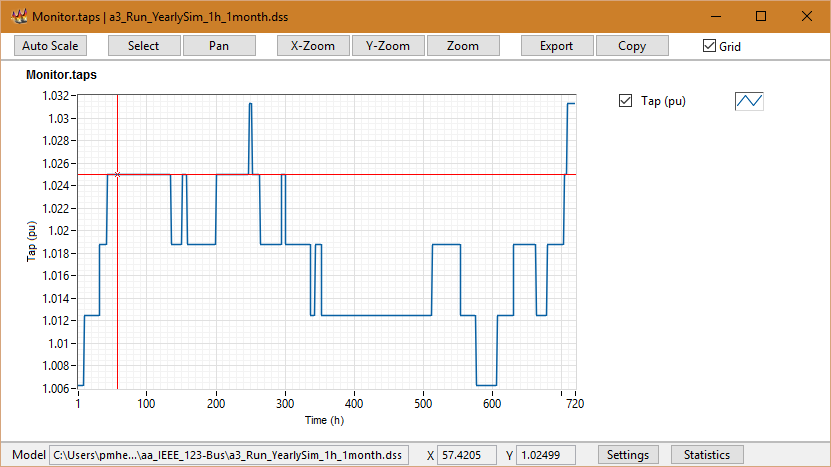 Monitor.taps | a3_Run_YearlySim_1h_1month.dss
Auto Scale Select Pan X-Zoom Y-Zoom Zoom Export Copy Grid
Monitor.taps
Tap (pu)
1.032
1.03
1.028
1.026
1.024
1.022
1.02
1.018
1.016
1.014
1.012
1.01
1.008
1.006
Tap (pu)
1 100 200 300 400 500 600 720
Time (h)
Model C:\Users\pmhe...\aa_IEEE_123-Bus\a3_Run_YearlySim_1h_1month.dss X 57.4205 Y 1.02499 Settings Statistics